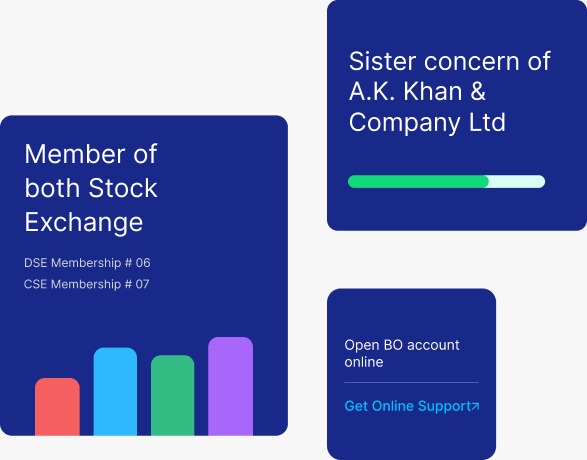 Sister concern of
A.K. Khan &
Company Ltd
Member of
both Stock
Exchange
DSE Membership # 06
CSE Membership # 07
Open BO account
online
Get Online Support